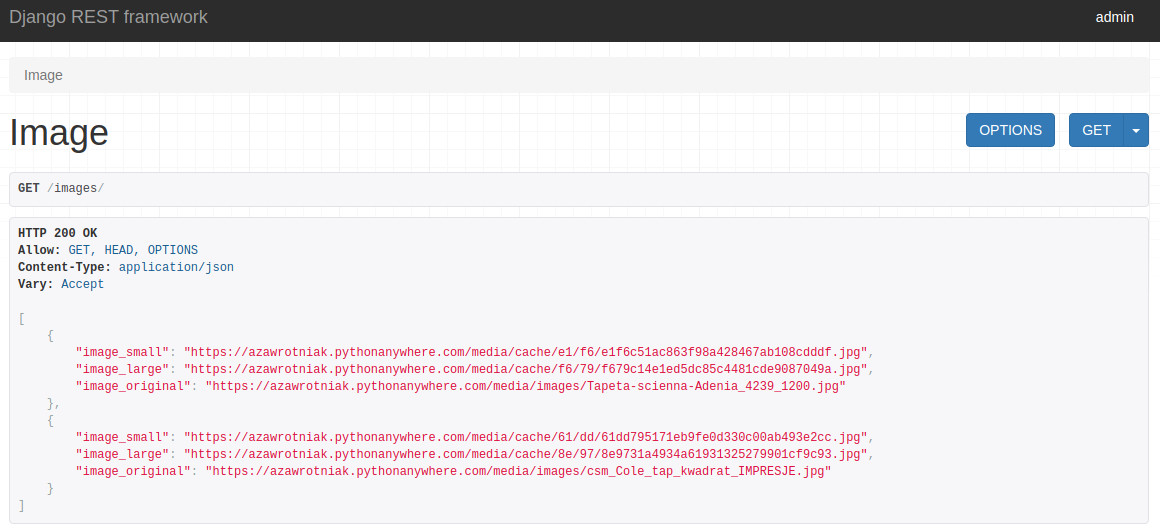 Django REST framework
admin
Image
Image
OPTIONS
GET
GET /images/
HTTP 200 OK
Allow: GET, HEAD, OPTIONS
Content-Type: application/json
Vary: Accept
[
    {
        "image_small": "https://azawrotniak.pythonanywhere.com/media/cache/e1/f6/e1f6c51ac863f98a428467ab108cdddf.jpg",
        "image_large": "https://azawrotniak.pythonanywhere.com/media/cache/f6/79/f679c14e1ed5dc85c4481cde9087049a.jpg",
        "image_original": "https://azawrotniak.pythonanywhere.com/media/images/Tapeta-scienna-Adenia_4239_1200.jpg"
    },
    {
        "image_small": "https://azawrotniak.pythonanywhere.com/media/cache/61/dd/61dd795171eb9fe0d330c00ab493e2cc.jpg",
        "image_large": "https://azawrotniak.pythonanywhere.com/media/cache/8e/97/8e9731a4934a61931325279901cf9c93.jpg",
        "image_original": "https://azawrotniak.pythonanywhere.com/media/images/csm_Cole_tap_kwadrat_IMPRESJE.jpg"
    }
]